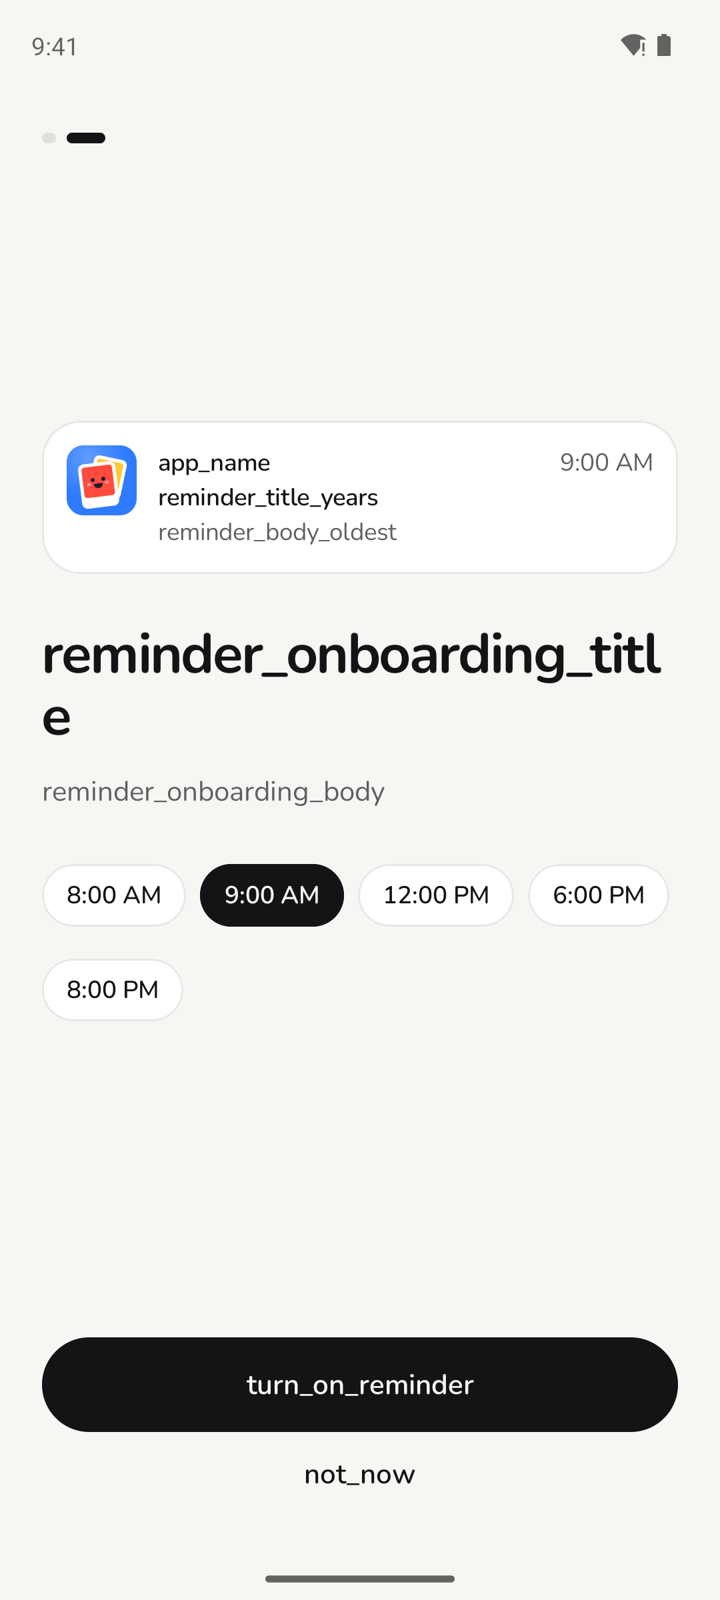 9:41
app_name
9:00 AM
reminder_title_years
reminder_body_oldest
reminder_onboarding_titl
e
reminder_onboarding_body
8:00 AM
9:00 AM
12:00 PM
6:00 PM
8:00 PM
turn_on_reminder
not_now